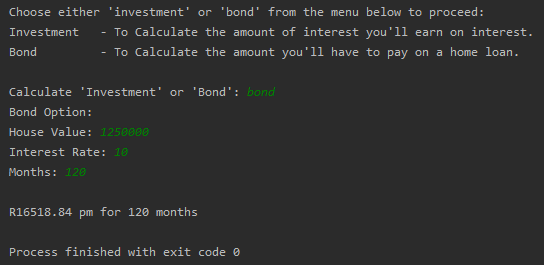 Choose either 'investment' or 'bond' from the menu below to proceed:
Investment   - To Calculate the amount of interest you'll earn on interest.
Bond         - To Calculate the amount you'll have to pay on a home loan.
Calculate 'Investment' or 'Bond': bond
Bond Option:
House Value: 1250000
Interest Rate: 10
Months: 120
R16518.84 pm for 120 months
Process finished with exit code 0